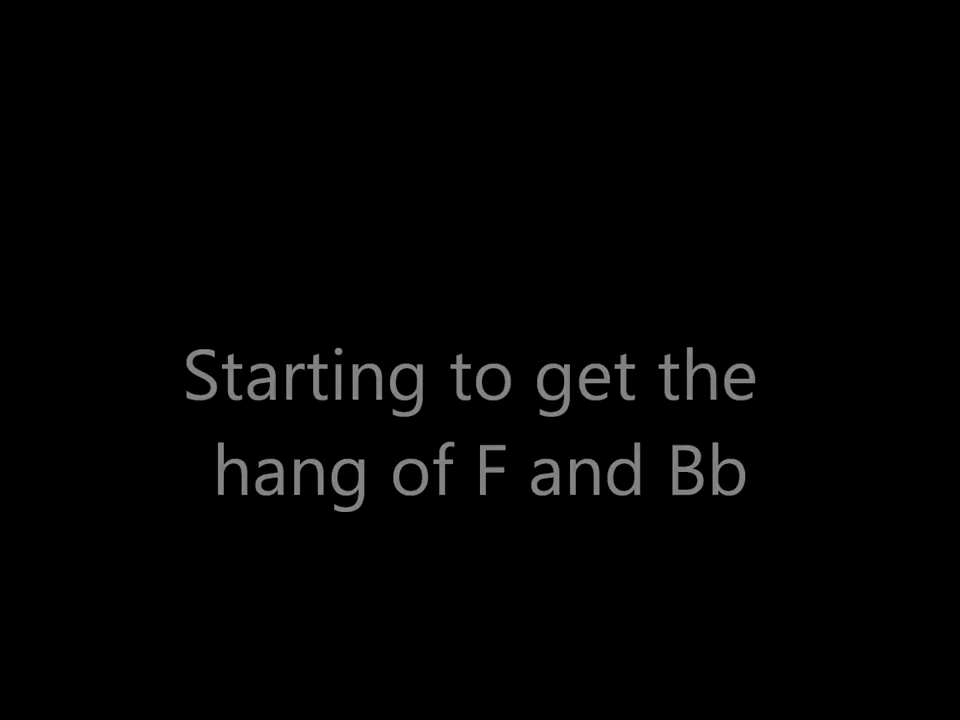 Starting to get the
hang of F and Bb